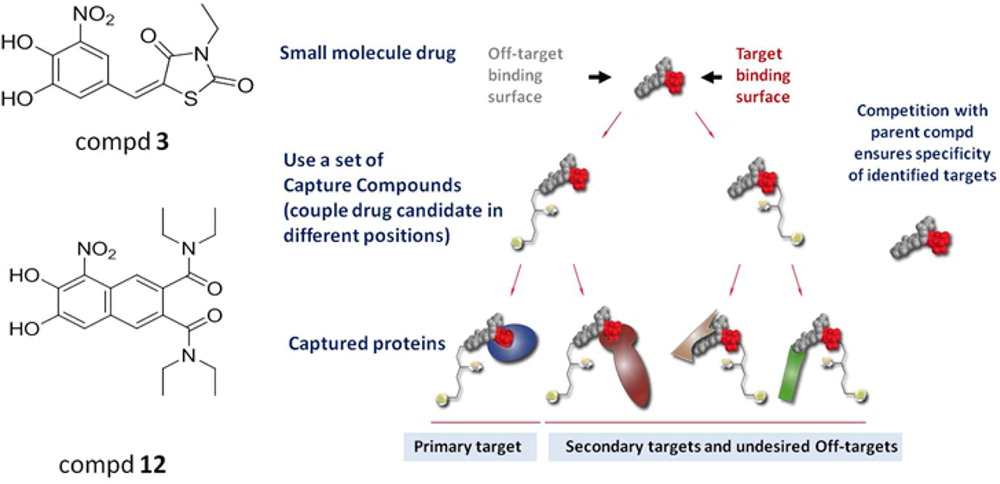 NO2
HO
HO
O
N
O
S
compd 3
NO2
HO
HO
N
O
O
N
compd 12
Small molecule drug
Off-target
binding
surface
Target
binding
surface
Use a set of
Capture Compounds
(couple drug candidate in
different positions)
Competition with
parent compd
ensures specificity
of identified targets
Captured proteins
Primary target
Secondary targets and undesired Off-targets